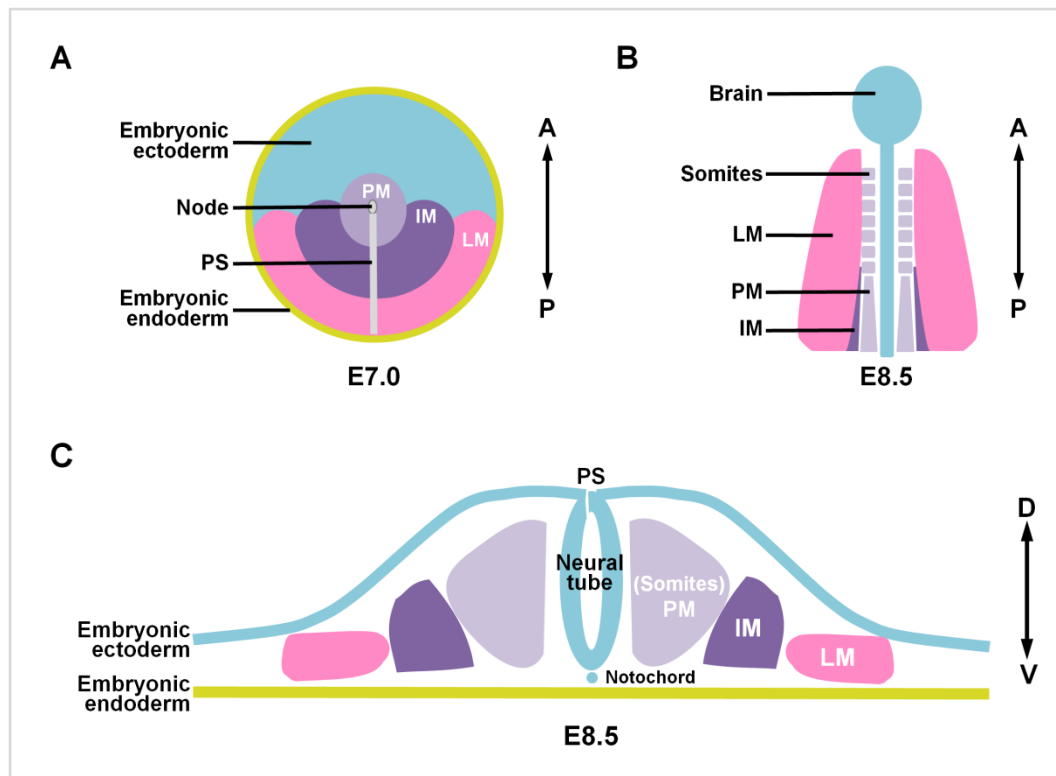 A
Embryonic
ectoderm
Node
PS
Embryonic
endoderm
PM
IM
LM
A
P
E7.0
B
Brain
Somites
LM
PM
IM
A
P
E8.5
C
PS
Neural
tube
(Somites)
PM
IM
LM
Notochord
Embryonic
ectoderm
Embryonic
endoderm
D
V
E8.5